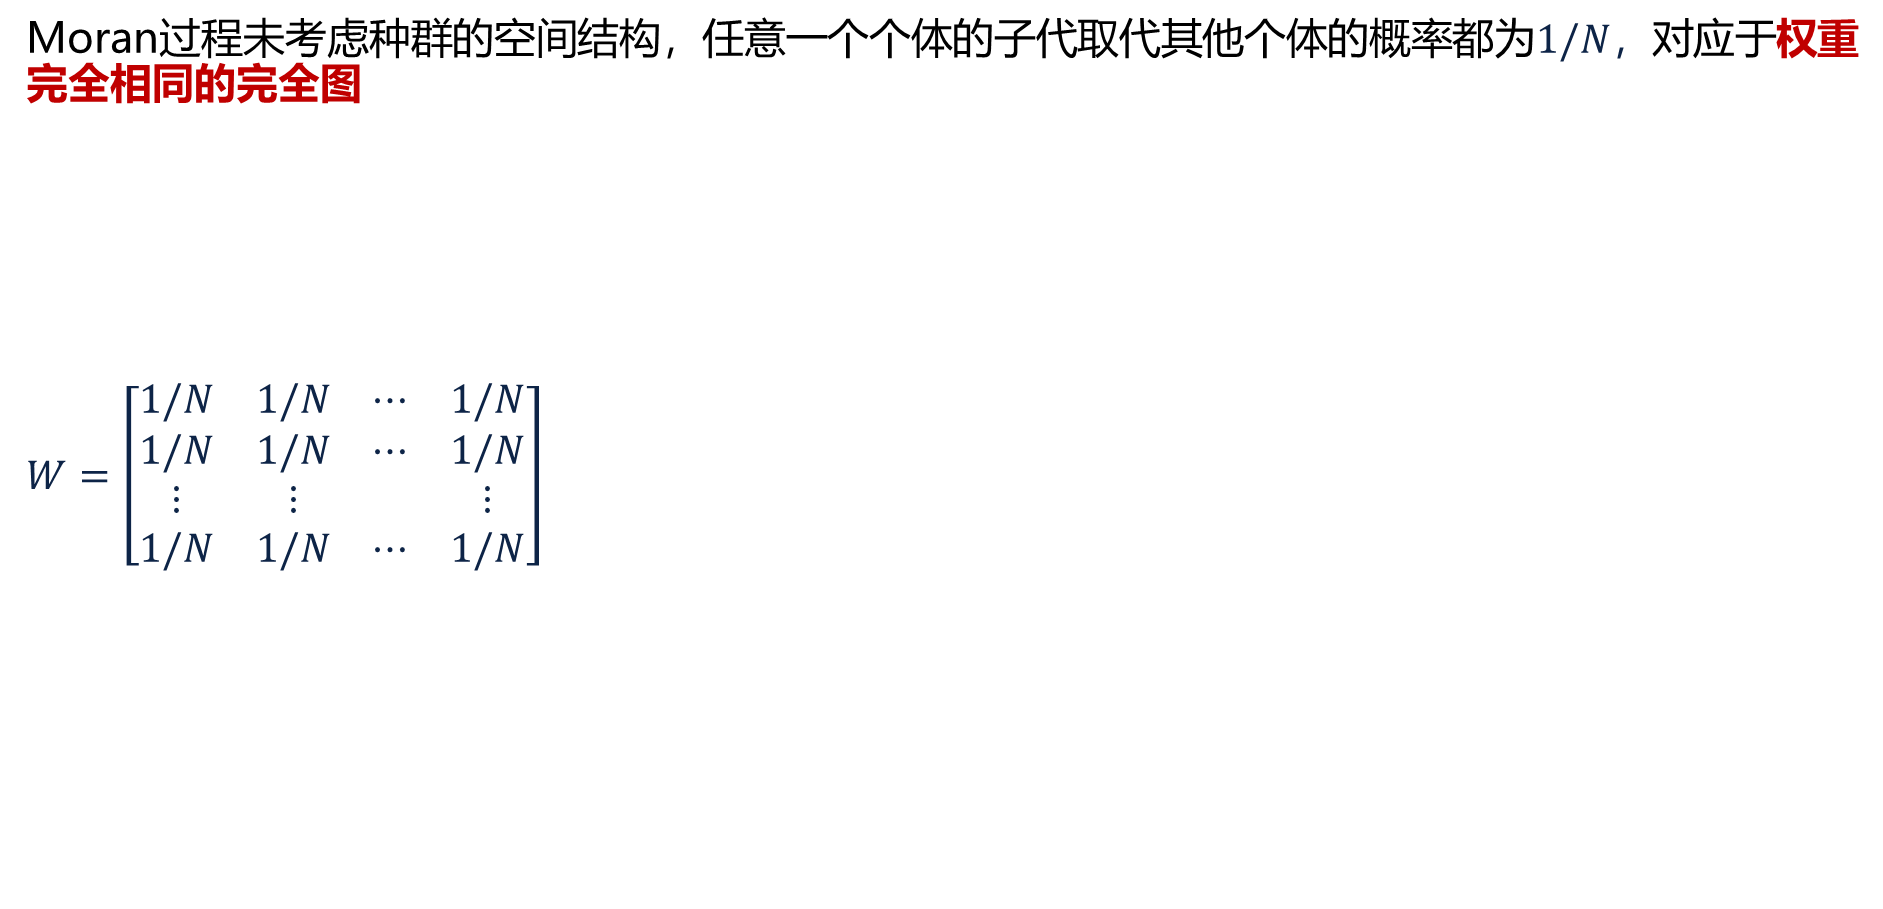 Moran过程未考虑种群的空间结构，任意一个个体的子代取代其他个体的概率都为1/N，对应于权重
完全相同的完全图
1/N 1/N ⋯ 1/N
1/N 1/N ⋯ 1/N
W =
⋮ ⋮ ⋮
1/N 1/N ⋯ 1/N